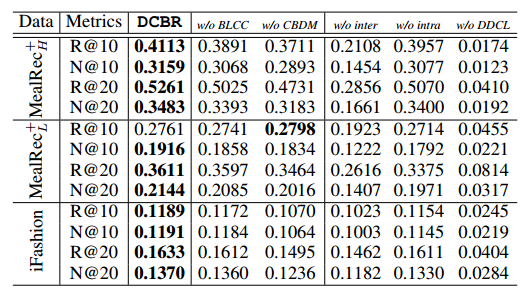 Data Metrics DCBR w/o BLCC w/o CBDM w/o inter w/o intra w/o DDCL
MealRec+H
R@10 0.4113 0.3891 0.3711 0.2108 0.3957 0.0174
N@10 0.3159 0.3068 0.2893 0.1454 0.3077 0.0123
R@20 0.5261 0.5025 0.4731 0.2856 0.5070 0.0410
N@20 0.3483 0.3393 0.3183 0.1661 0.3400 0.0192
MealRec+L
R@10 0.2761 0.2741 0.2798 0.1923 0.2714 0.0455
N@10 0.1916 0.1858 0.1834 0.1222 0.1792 0.0221
R@20 0.3611 0.3597 0.3464 0.2616 0.3375 0.0814
N@20 0.2144 0.2085 0.2016 0.1407 0.1971 0.0317
iFashion
R@10 0.1189 0.1172 0.1070 0.1023 0.1154 0.0245
N@10 0.1191 0.1184 0.1064 0.1003 0.1145 0.0219
R@20 0.1633 0.1612 0.1495 0.1462 0.1611 0.0404
N@20 0.1370 0.1360 0.1236 0.1182 0.1330 0.0284